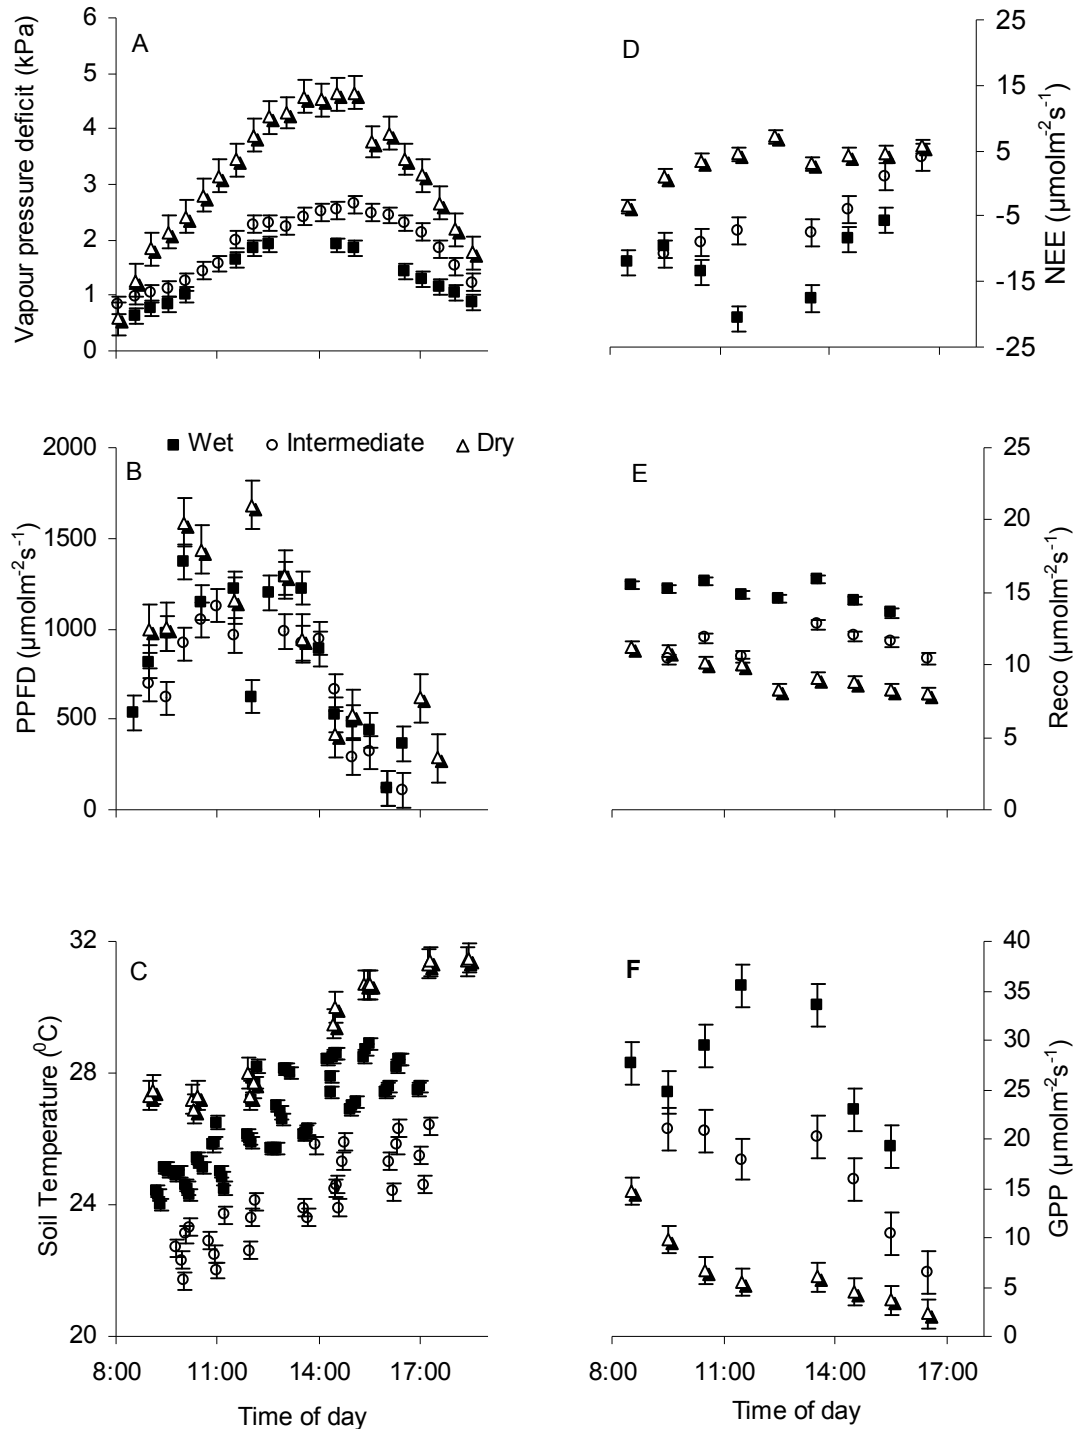 Vapour pressure deficit (kPa)
6
5
4
3
2
1
0
A
D
25
15
5
-5
-15
-25
NEE (µmolm-2s-1)
Wet Intermediate Dry
PPFD (µmolm-2s-1)
2000
1500
1000
500
0
B
E
25
20
15
10
5
0
Reco (µmolm-2s-1)
Soil Temperature (0C)
32
28
24
20
C
8:00 11:00 14:00 17:00
Time of day
F
40
35
30
25
20
15
10
5
0
GPP (µmolm-2s-1)
8:00 11:00 14:00 17:00
Time of day